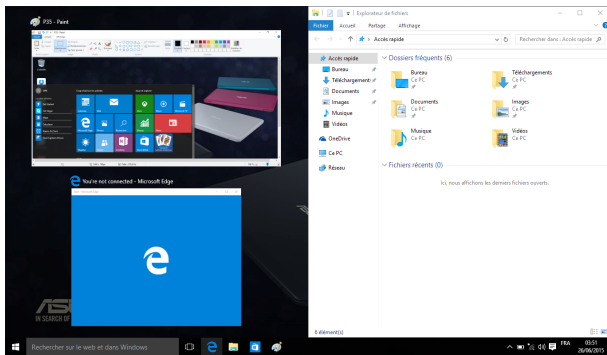 P35 - Paint
You're not connected - Microsoft Edge
IN SEARCH OF
Rechercher sur le web et dans Windows
Explorateur de fichiers
Fichier Accueil Partage Affichage
Accès rapide
Rechercher dans : Accès rapide
Accès rapide
Bureau
Téléchargements
Documents
Images
Musique
Vidéos
OneDrive
Ce PC
Réseau
Dossiers fréquents (6)
Bureau
Ce PC
Téléchargements
Ce PC
Documents
Ce PC
Images
Ce PC
Musique
Ce PC
Vidéos
Ce PC
Fichiers récents (0)
Ici, nous affichons les derniers fichiers ouverts.
0 élément(s)
FRA
03:51
26/06/2015